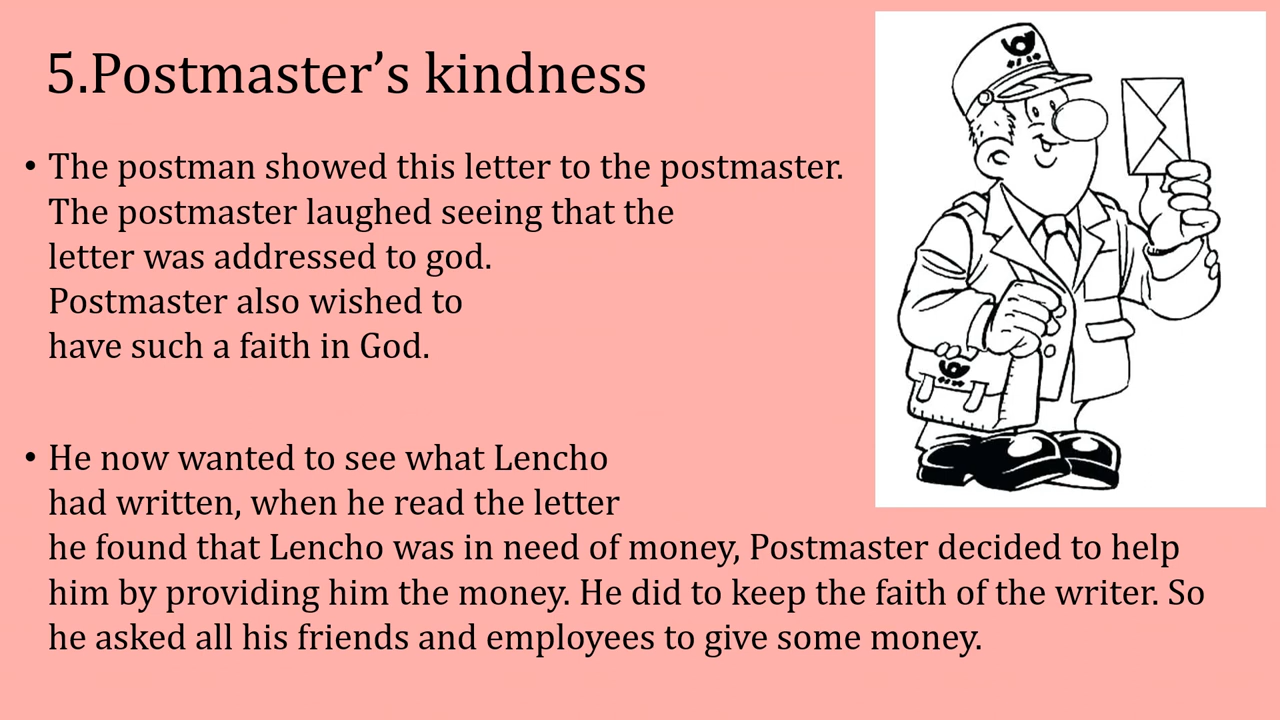 5.Postmaster’s kindness
• The postman showed this letter to the postmaster.
The postmaster laughed seeing that the
letter was addressed to god.
Postmaster also wished to
have such a faith in God.
• He now wanted to see what Lencho
had written, when he read the letter
he found that Lencho was in need of money, Postmaster decided to help
him by providing him the money. He did to keep the faith of the writer. So
he asked all his friends and employees to give some money.